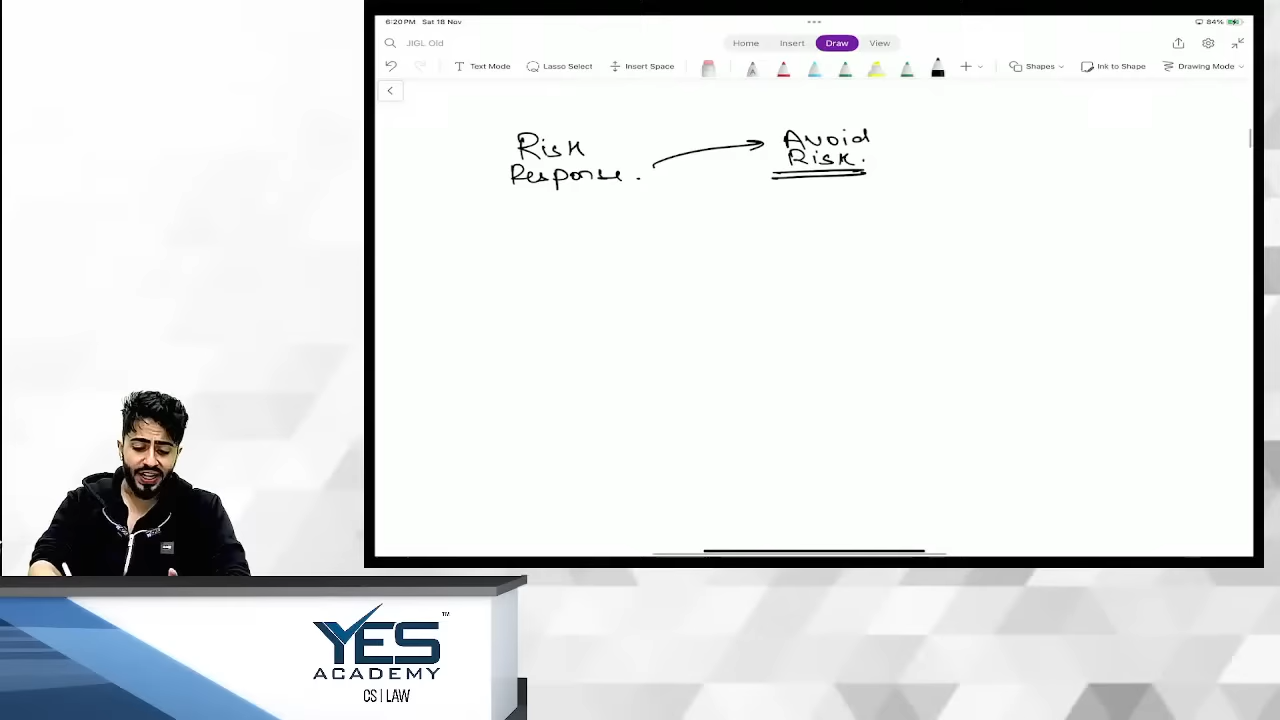 6:20 PM Sat 18 Nov
84%
JIGL Old
Home Insert Draw View
Text Mode Lasso Select Insert Space Shapes Ink to Shape Drawing Mode
Risk
Response.
Avoid
Risk.
YES™
ACADEMY
CS | LAW